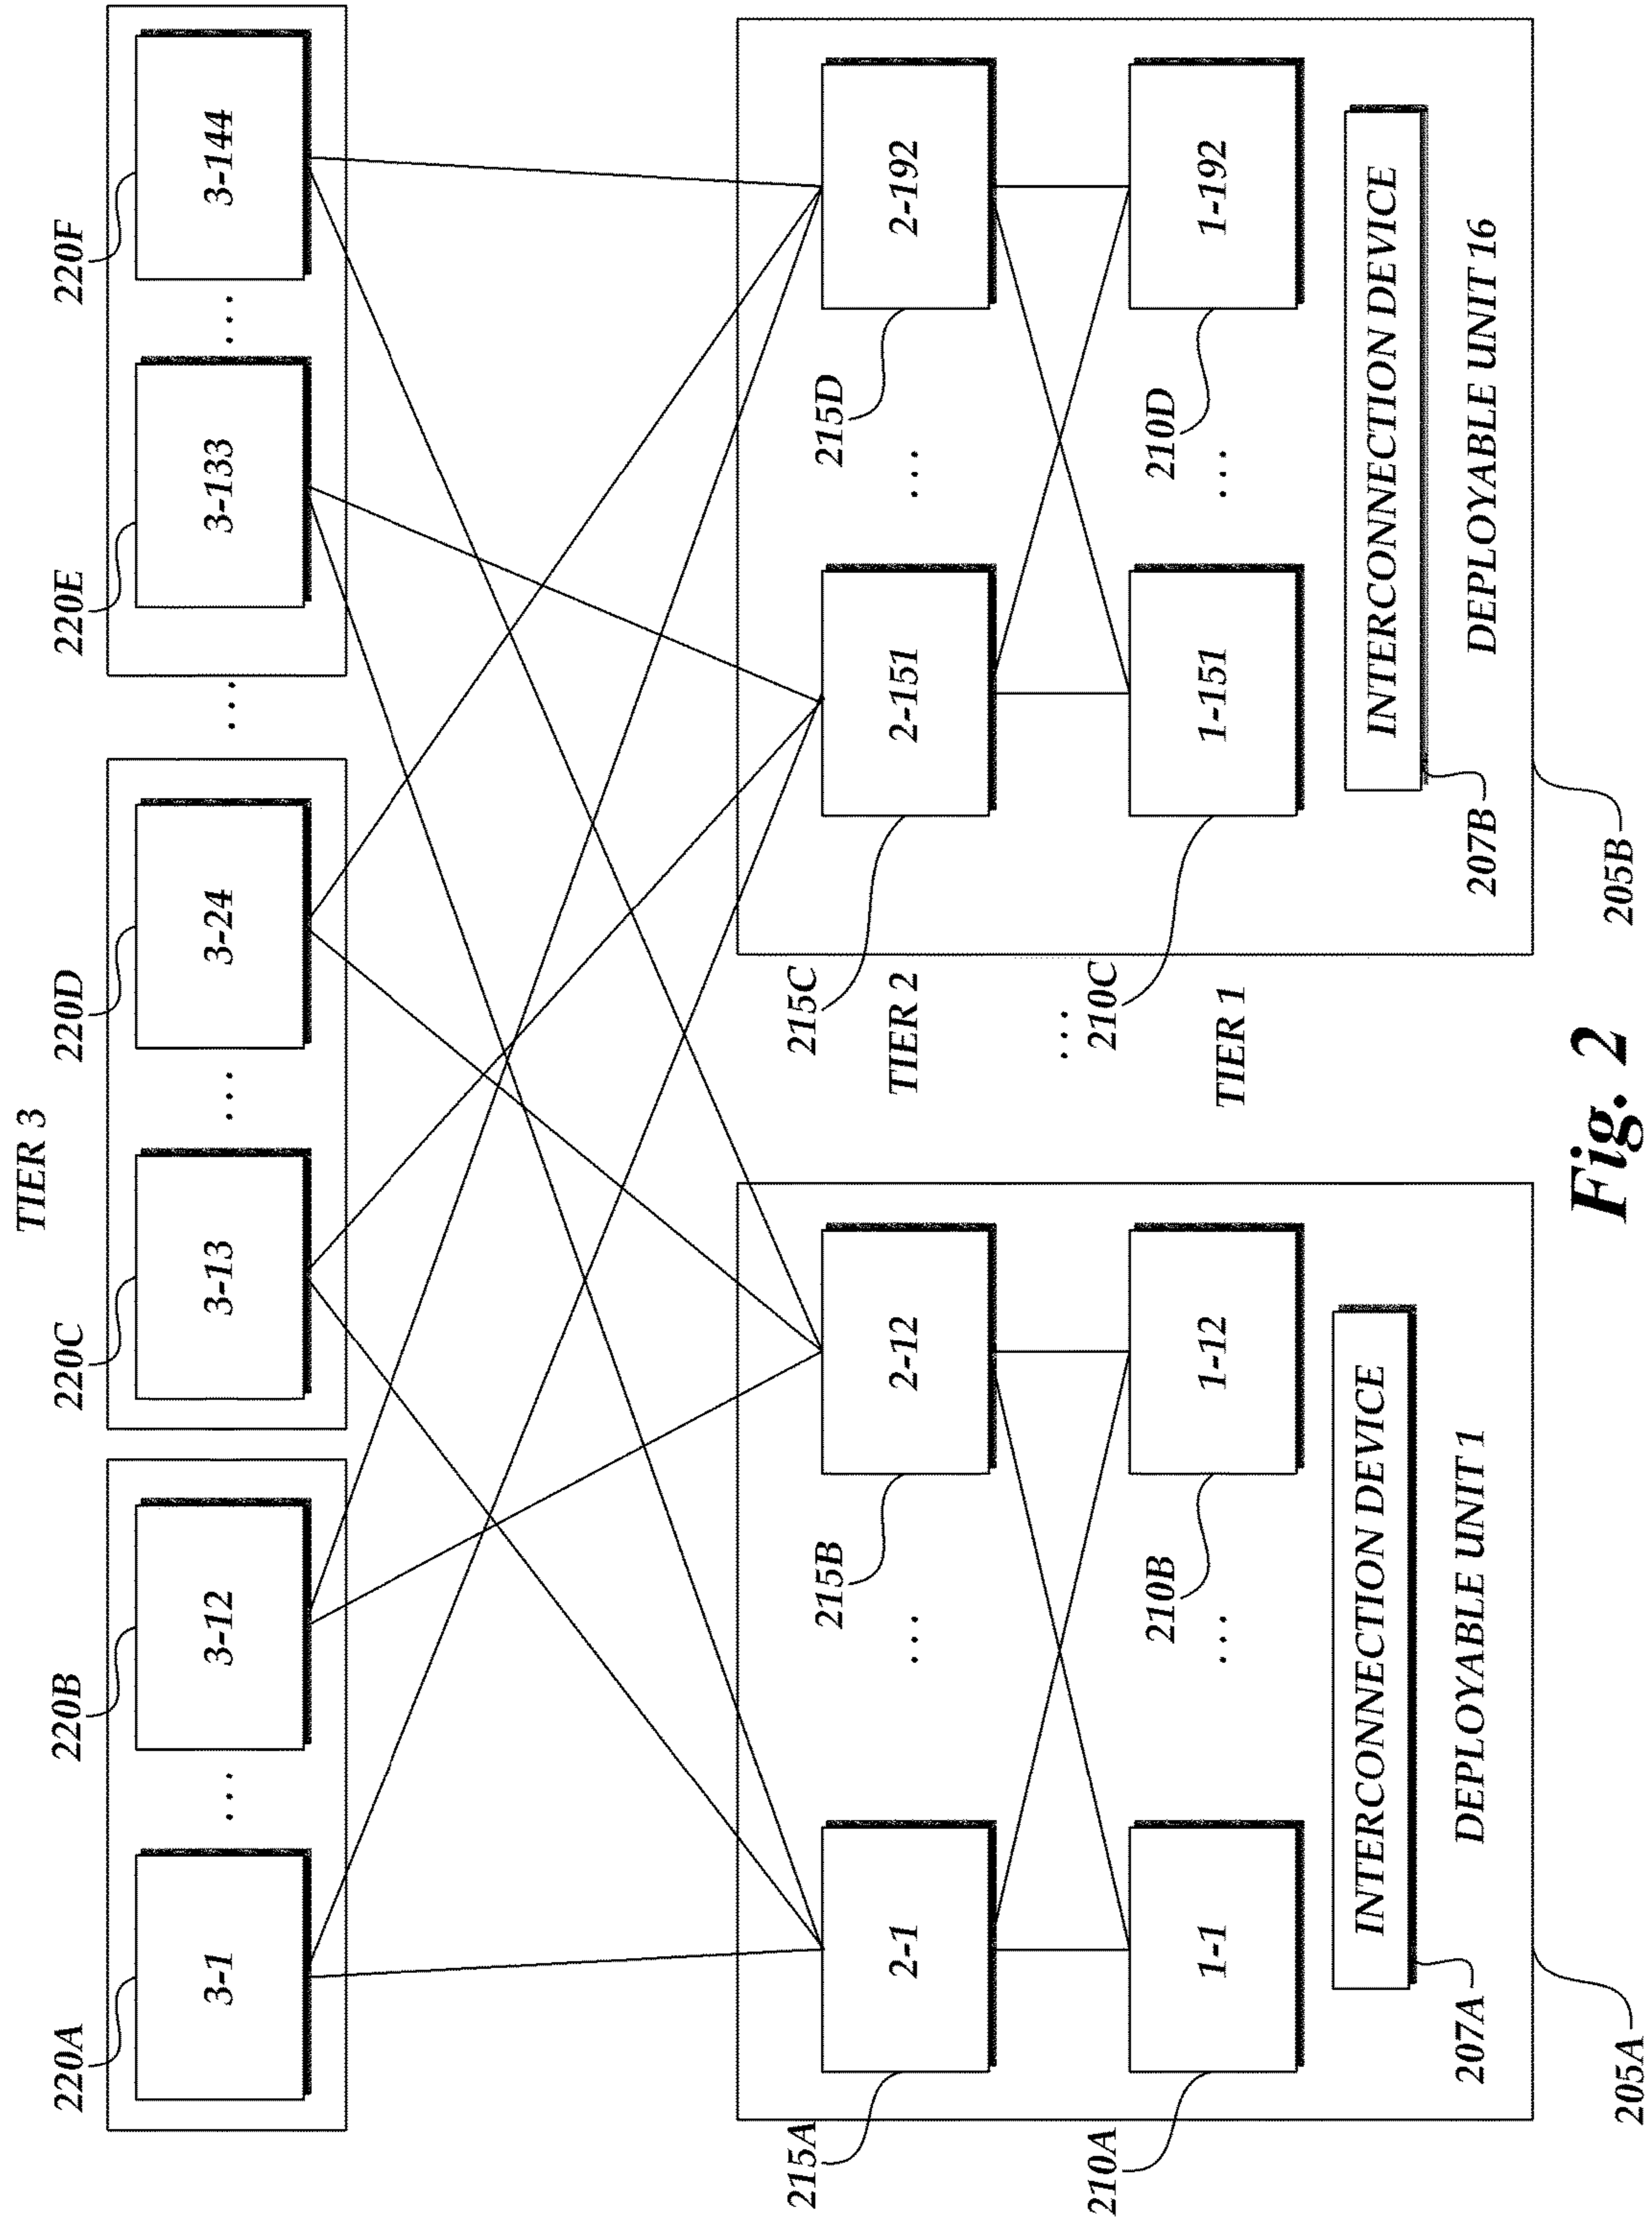 TIER 3
220A
220B
220C
220D
220E
220F
3-1
...
3-12
3-13
...
3-24
...
3-133
...
3-144
215A
2-1
...
215B
2-12
TIER 2
215C
2-151
...
215D
2-192
...
210A
1-1
...
210B
1-12
TIER 1
210C
1-151
...
210D
1-192
INTERCONNECTION DEVICE
INTERCONNECTION DEVICE
207A
DEPLOYABLE UNIT 1
207B
DEPLOYABLE UNIT 16
205A
205B
Fig. 2